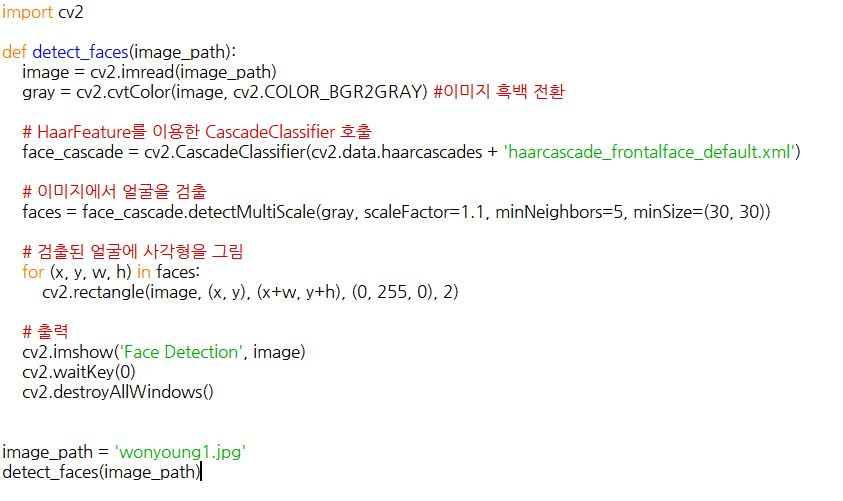 import cv2

def detect_faces(image_path):
    image = cv2.imread(image_path)
    gray = cv2.cvtColor(image, cv2.COLOR_BGR2GRAY) #이미지 흑백 전환

    # HaarFeature를 이용한 CascadeClassifier 호출
    face_cascade = cv2.CascadeClassifier(cv2.data.haarcascades + 'haarcascade_frontalface_default.xml')

    # 이미지에서 얼굴을 검출
    faces = face_cascade.detectMultiScale(gray, scaleFactor=1.1, minNeighbors=5, minSize=(30, 30))

    # 검출된 얼굴에 사각형을 그림
    for (x, y, w, h) in faces:
        cv2.rectangle(image, (x, y), (x+w, y+h), (0, 255, 0), 2)

    # 출력
    cv2.imshow('Face Detection', image)
    cv2.waitKey(0)
    cv2.destroyAllWindows()


image_path = 'wonyoung1.jpg'
detect_faces(image_path)